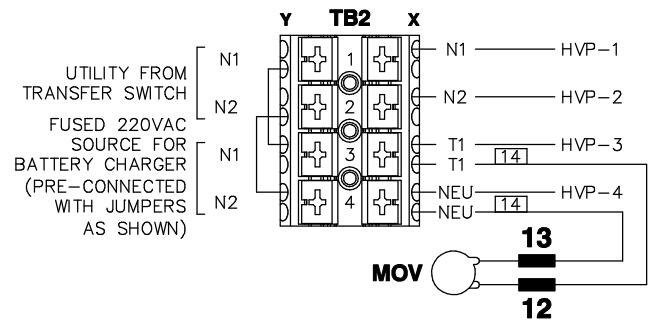 Y TB2 X
UTILITY FROM
TRANSFER SWITCH
N1
N2
FUSED 220VAC
SOURCE FOR
BATTERY CHARGER
(PRE-CONNECTED
WITH JUMPERS
AS SHOWN)
N1
N2
1
2
3
4
N1 HVP-1
N2 HVP-2
T1 HVP-3
T1 14
NEU HVP-4
NEU 14
MOV
13
12